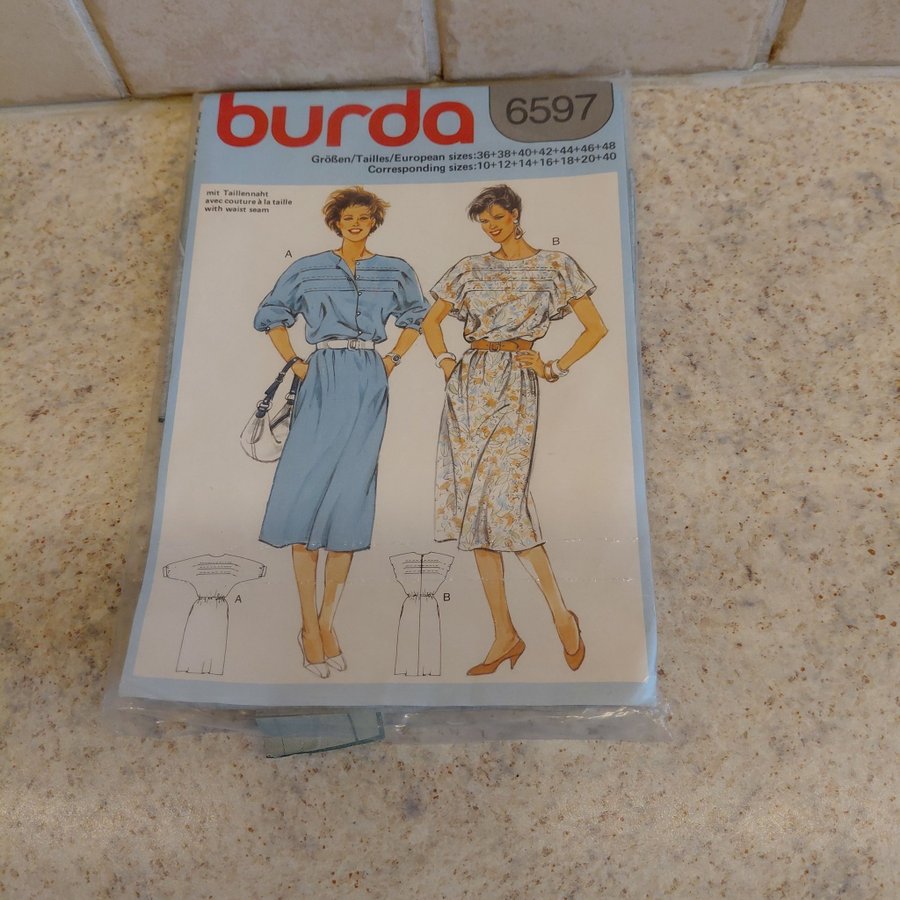 burda
6597
Größen/Tailles/European sizes:36+38+40+42+44+46+48
Corresponding sizes:10+12+14+16+18+20+40
mit Taillennaht
avec couture à la taille
with waist seam
A
B
A
B